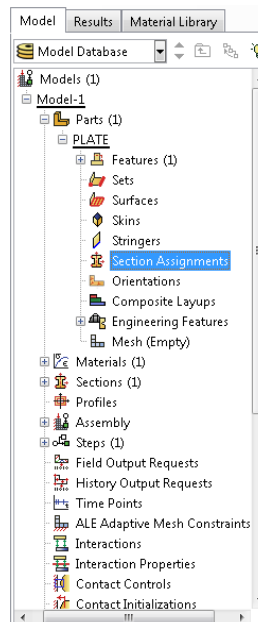 Model Results Material Library
Model Database
Models (1)
Model-1
Parts (1)
PLATE
Features (1)
Sets
Surfaces
Skins
Stringers
Section Assignments
Orientations
Composite Layups
Engineering Features
Mesh (Empty)
Materials (1)
Sections (1)
Profiles
Assembly
Steps (1)
Field Output Requests
History Output Requests
Time Points
ALE Adaptive Mesh Constraints
Interactions
Interaction Properties
Contact Controls
Contact Initializations